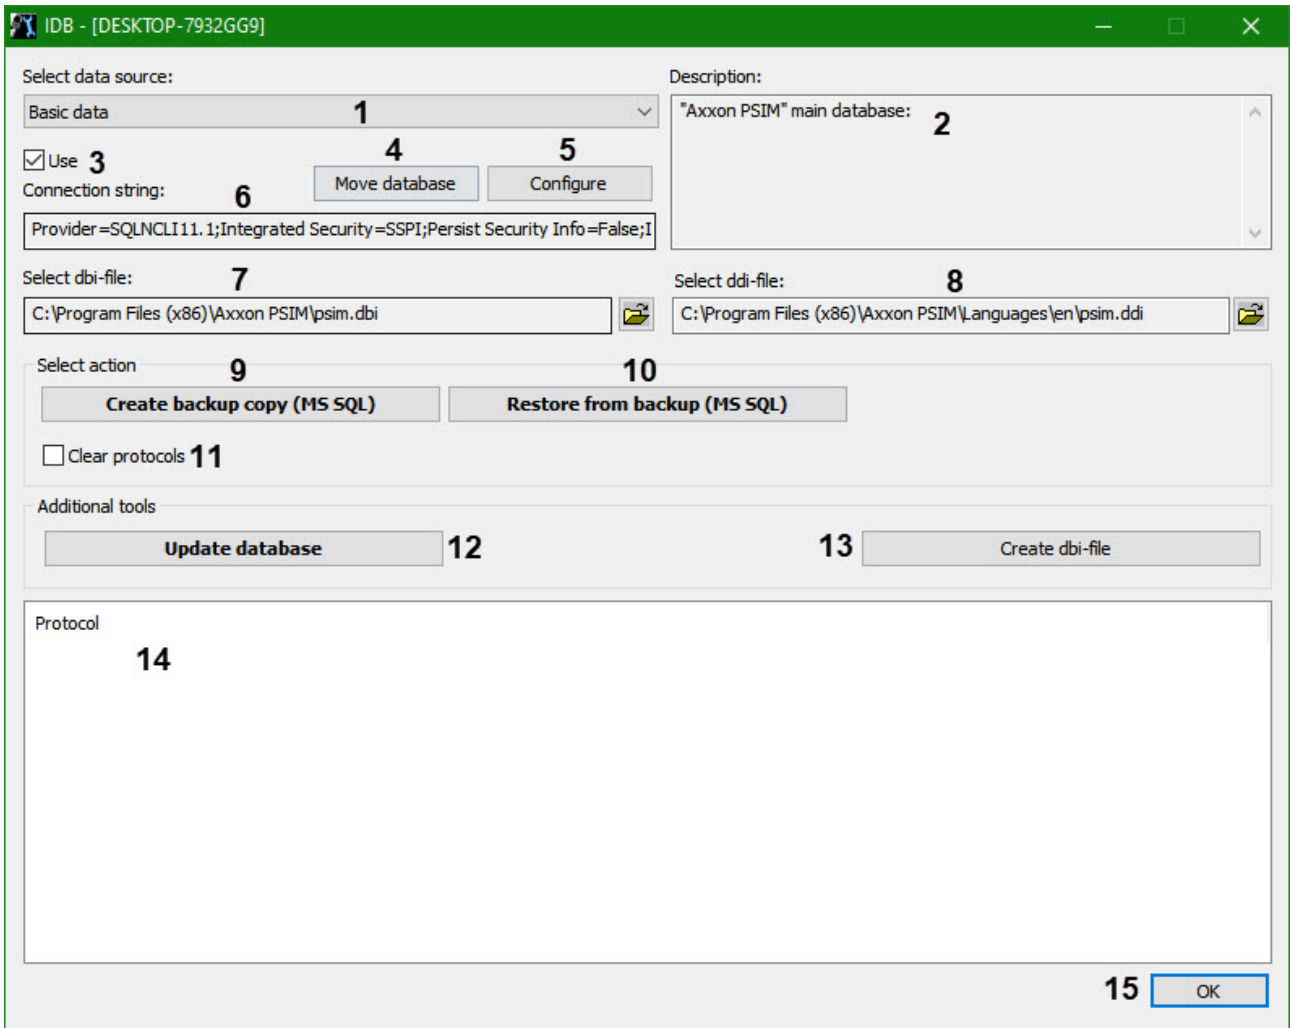 IDB - [DESKTOP-7932GG9]
Select data source:
Description:
Basic data
1
"Axxon PSIM" main database:
2
Use
3
4
5
Connection string:
6
Move database
Configure
Provider=SQLNCLI11.1;Integrated Security=SSPI;Persist Security Info=False;I
Select dbi-file:
7
Select ddi-file:
8
C:\Program Files (x86)\Axxon PSIM\psim.dbi
C:\Program Files (x86)\Axxon PSIM\Languages\en\psim.ddi
Select action
9
10
Create backup copy (MS SQL)
Restore from backup (MS SQL)
Clear protocols
11
Additional tools
Update database
12
13
Create dbi-file
Protocol
14
15
OK